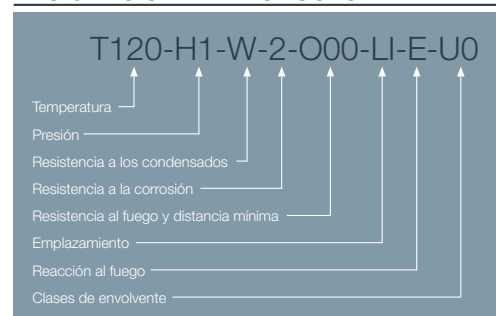 T120-H1-W-2-O00-LI-E-U0
Temperatura
Presión
Resistencia a los condensados
Resistencia a la corrosión
Resistencia al fuego y distancia mínima
Emplazamiento
Reacción al fuego
Clases de envolvente